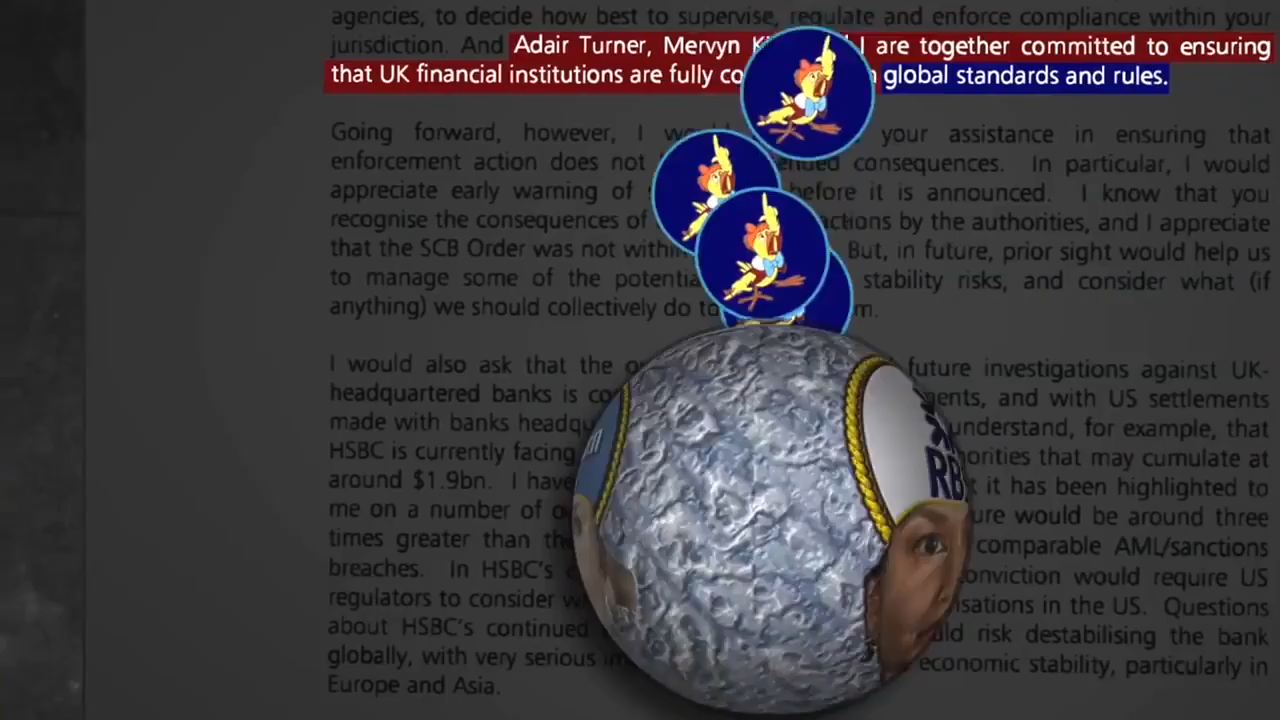 agencies, to decide how best to supervise, regulate and enforce compliance within your
jurisdiction. And Adair Turner, Mervyn I are together committed to ensuring
that UK financial institutions are fully global standards and rules.
Going forward, however, I your assistance in ensuring that
enforcement action does not consequences. In particular, I would
appreciate early warning of before it is announced. I know that you
recognise the consequences of by the authorities, and I appreciate
that the SCB Order was not But, in future, prior sight would help us
to manage some of the stability risks, and consider what (if
anything) we should collectively do
I would also ask that the future investigations against UK-
headquartered banks is and with US settlements
made with banks understand, for example, that
HSBC is currently facing that may cumulate at
around $1.9bn. I have it has been highlighted to
me on a number of would be around three
times greater than comparable AML/sanctions
breaches. In HSBC's conviction would require US
regulators to consider in the US. Questions
about HSBC's continued risk destabilising the bank
globally, with very serious economic stability, particularly in
Europe and Asia.